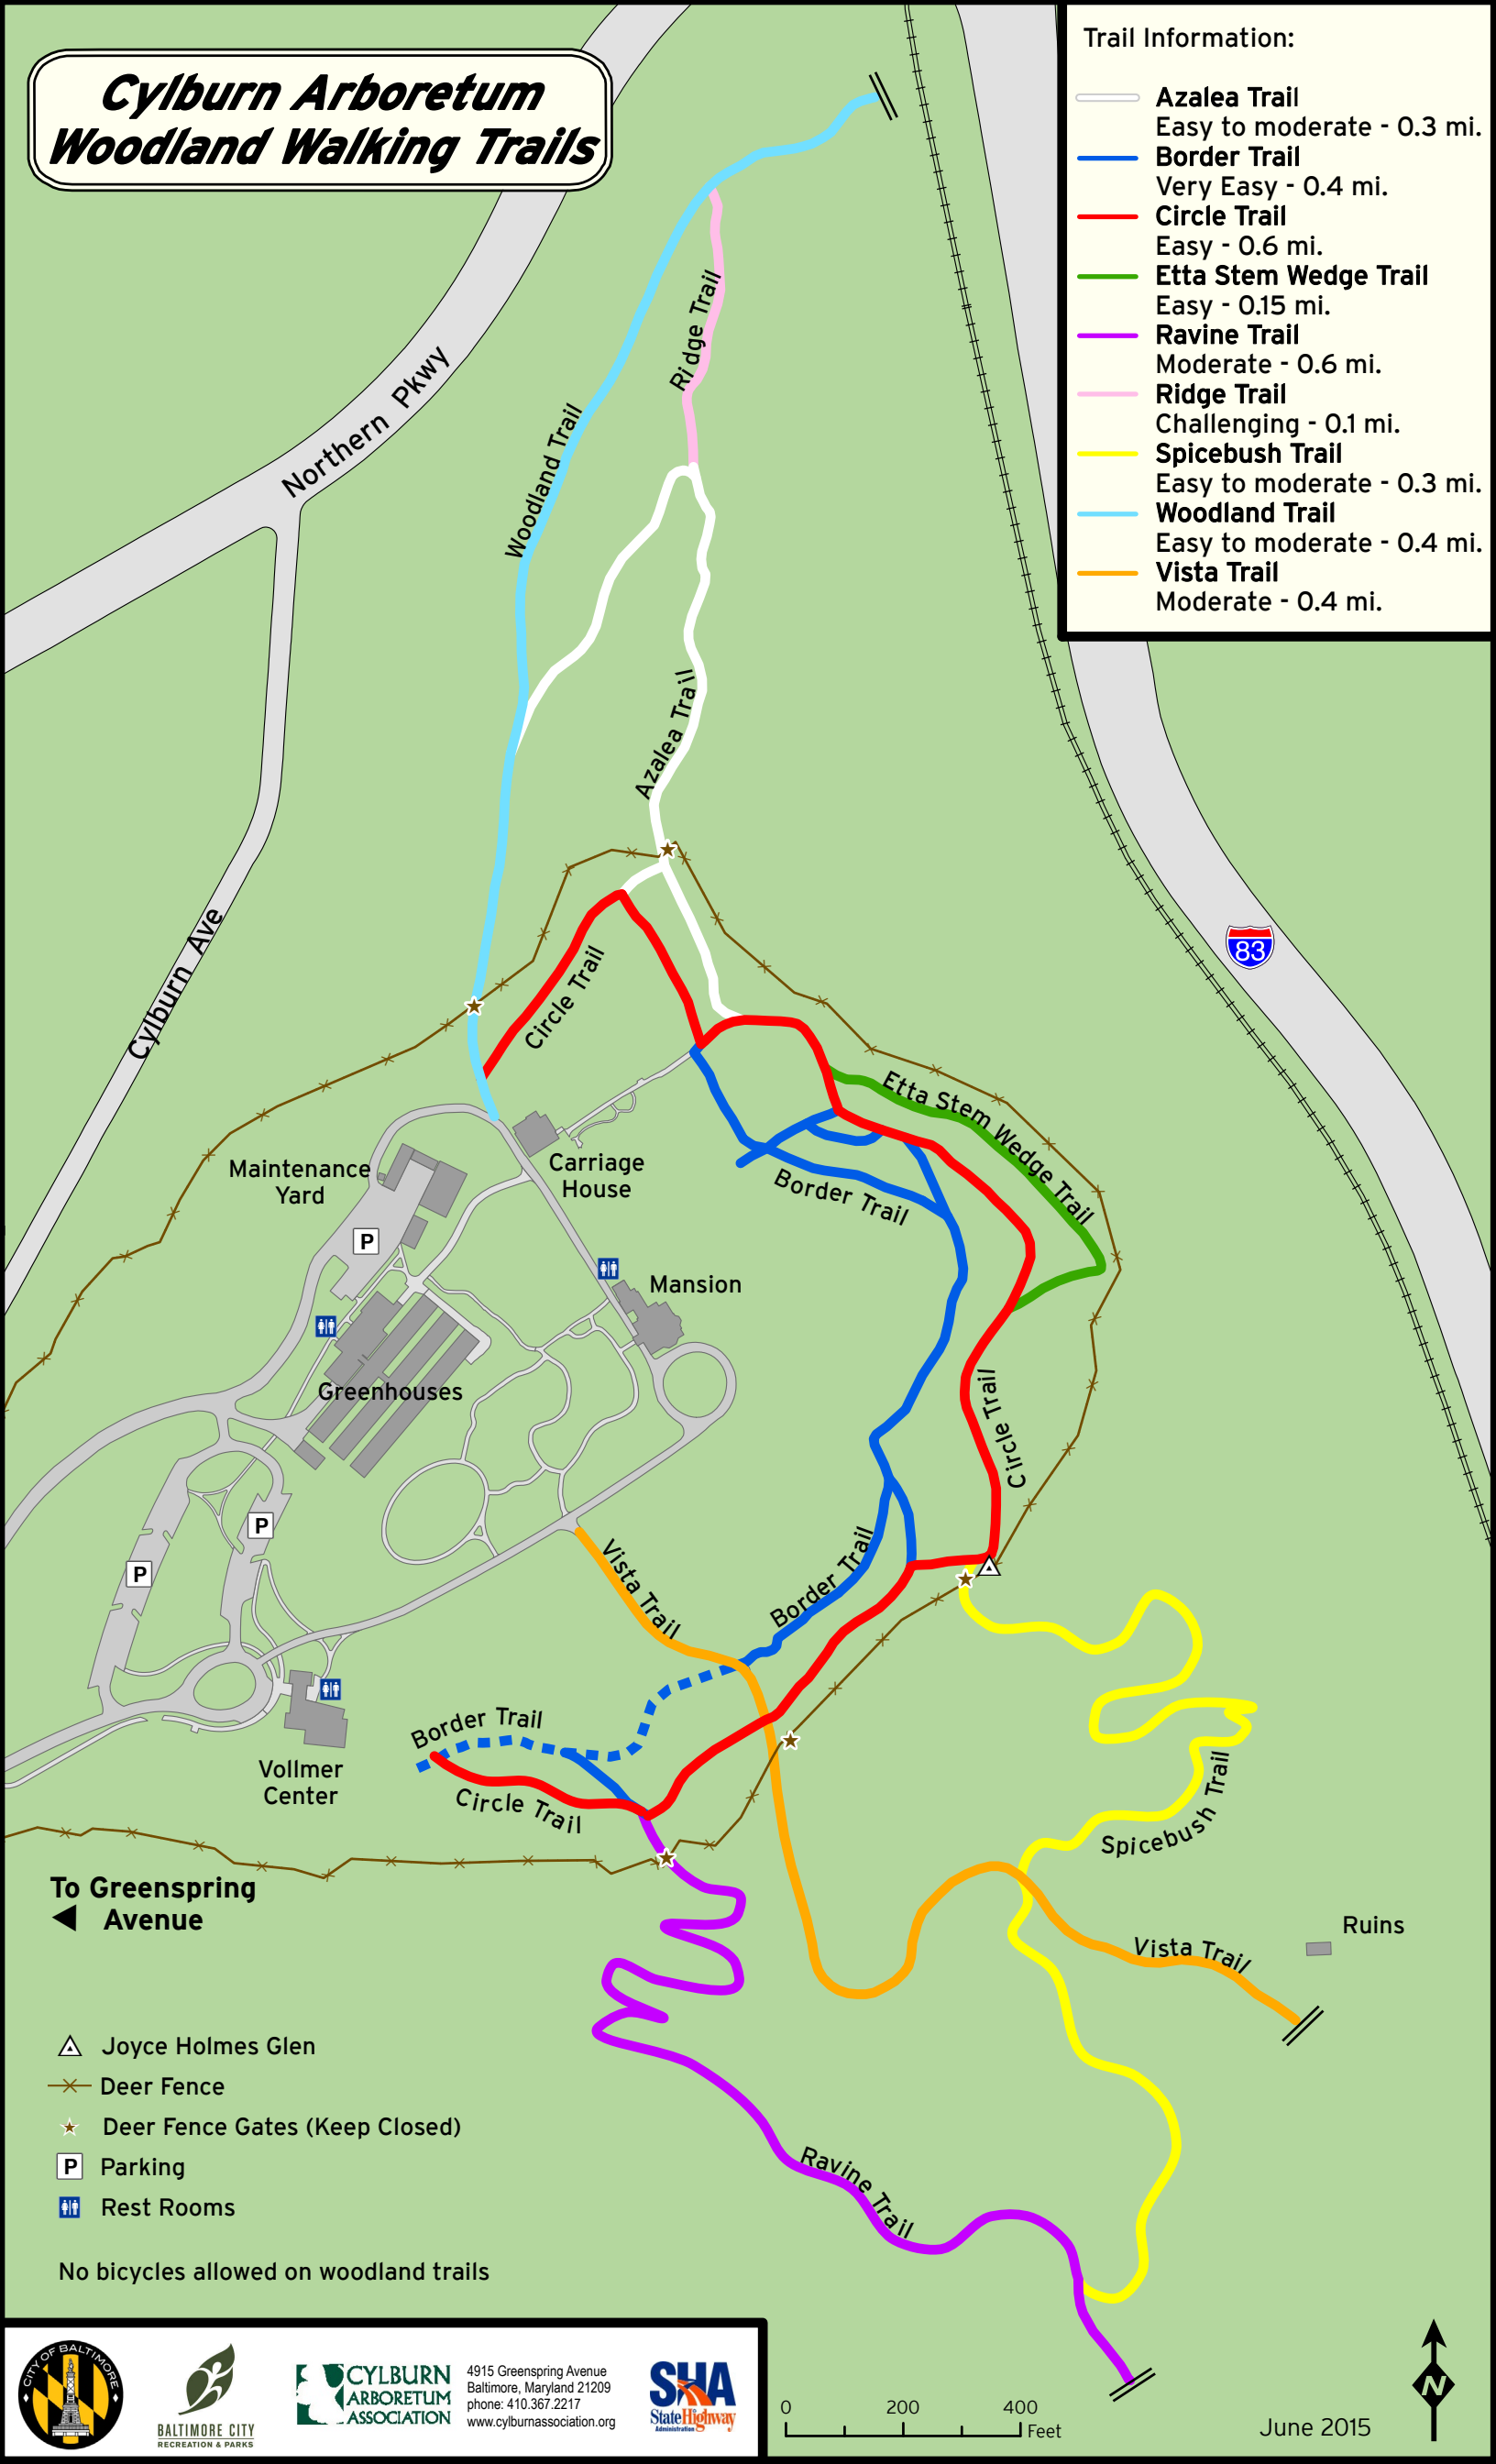 Cylburn Arboretum
Woodland Walking Trails
Trail Information:
Azalea Trail
Easy to moderate - 0.3 mi.
Border Trail
Very Easy - 0.4 mi.
Circle Trail
Easy - 0.6 mi.
Etta Stem Wedge Trail
Easy - 0.15 mi.
Ravine Trail
Moderate - 0.6 mi.
Ridge Trail
Challenging - 0.1 mi.
Spicebush Trail
Easy to moderate - 0.3 mi.
Woodland Trail
Easy to moderate - 0.4 mi.
Vista Trail
Moderate - 0.4 mi.
Ridge Trail
Northern Pkwy
Woodland Trail
Azalea Trail
Cylburn Ave
83
Circle Trail
Etta Stem Wedge Trail
Maintenance
Yard
Carriage
House
Border Trail
P
Mansion
Greenhouses
Circle Trail
P
P
Vista Trail
Border Trail
Border Trail
Vollmer
Center
Circle Trail
Spicebush Trail
To Greenspring
Avenue
Ruins
Vista Trail
Joyce Holmes Glen
Deer Fence
Deer Fence Gates (Keep Closed)
P Parking
Rest Rooms
Ravine Trail
No bicycles allowed on woodland trails
CITY OF BALTIMORE
BALTIMORE CITY
RECREATION & PARKS
CYLBURN
ARBORETUM
ASSOCIATION
4915 Greenspring Avenue
Baltimore, Maryland 21209
phone: 410.367.2217
www.cylburnassociation.org
SHA
State Highway
Administration
0 200 400
Feet
June 2015
N